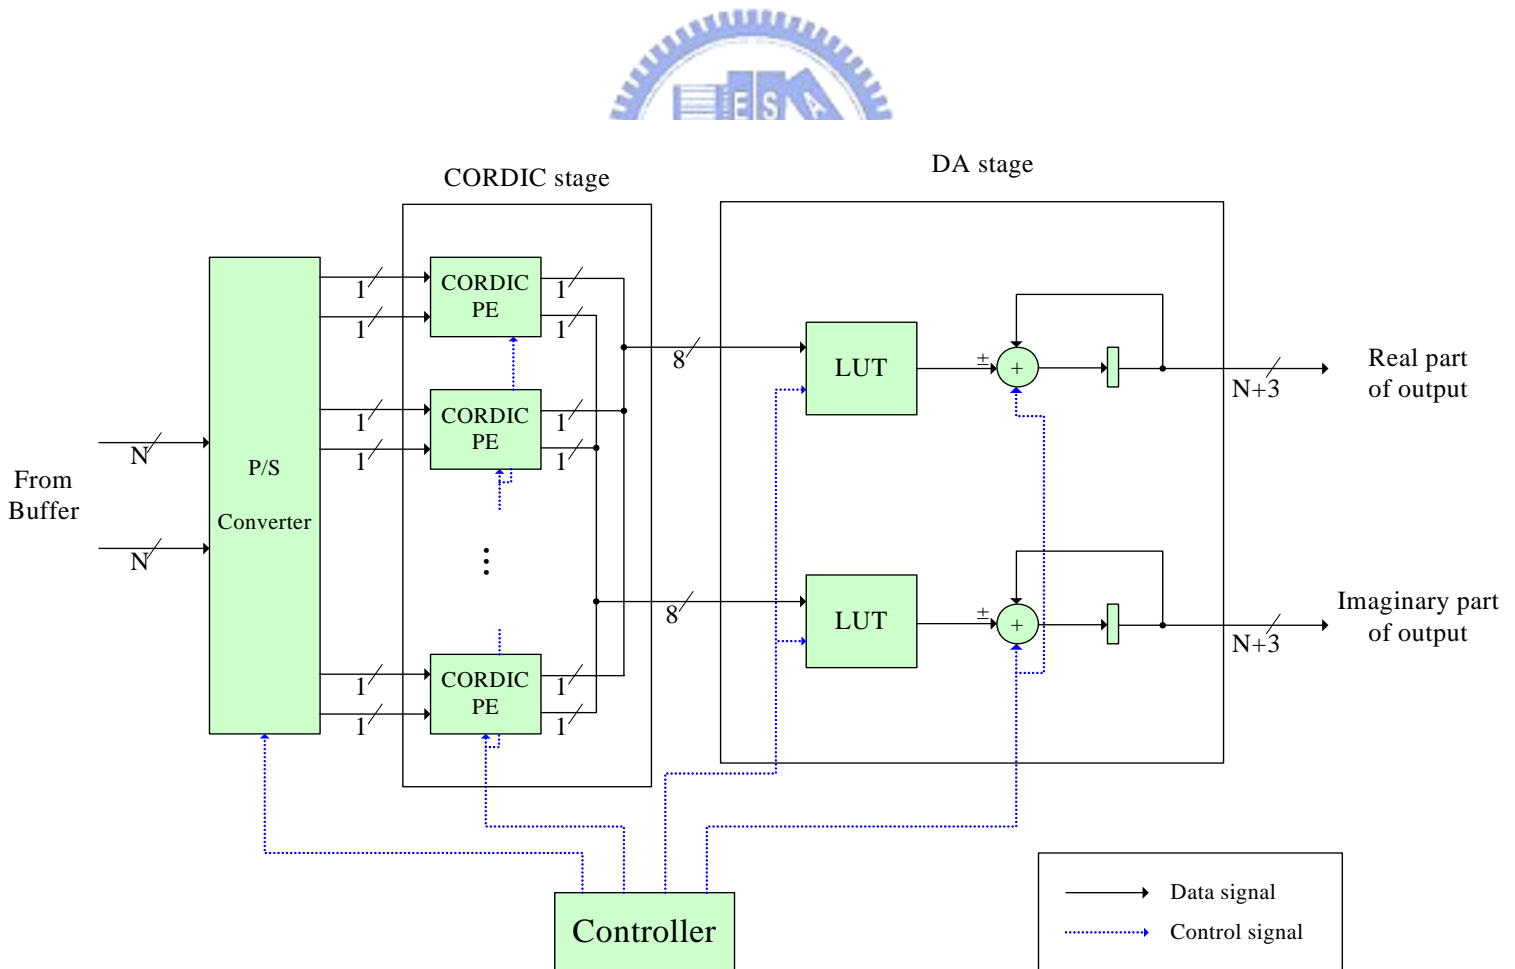 E S A
CORDIC stage
DA stage
CORDIC
PE
1
1
1
1
CORDIC
PE
1
1
1
1
CORDIC
PE
1
1
1
1
From
Buffer
N
N
P/S
Converter
8
8
LUT
±
+
N+3
Real part
of output
LUT
±
+
N+3
Imaginary part
of output
Controller
Data signal
Control signal